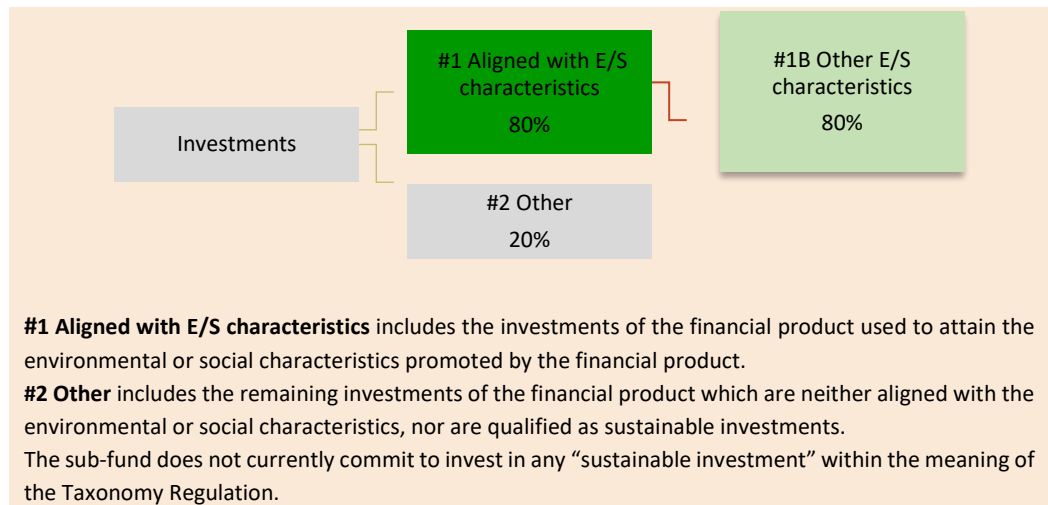 #1 Aligned with E/S
characteristics
80%
#1B Other E/S
characteristics
80%
Investments
#2 Other
20%
#1 Aligned with E/S characteristics includes the investments of the financial product used to attain the
environmental or social characteristics promoted by the financial product.
#2 Other includes the remaining investments of the financial product which are neither aligned with the
environmental or social characteristics, nor are qualified as sustainable investments.
The sub-fund does not currently commit to invest in any “sustainable investment” within the meaning of
the Taxonomy Regulation.